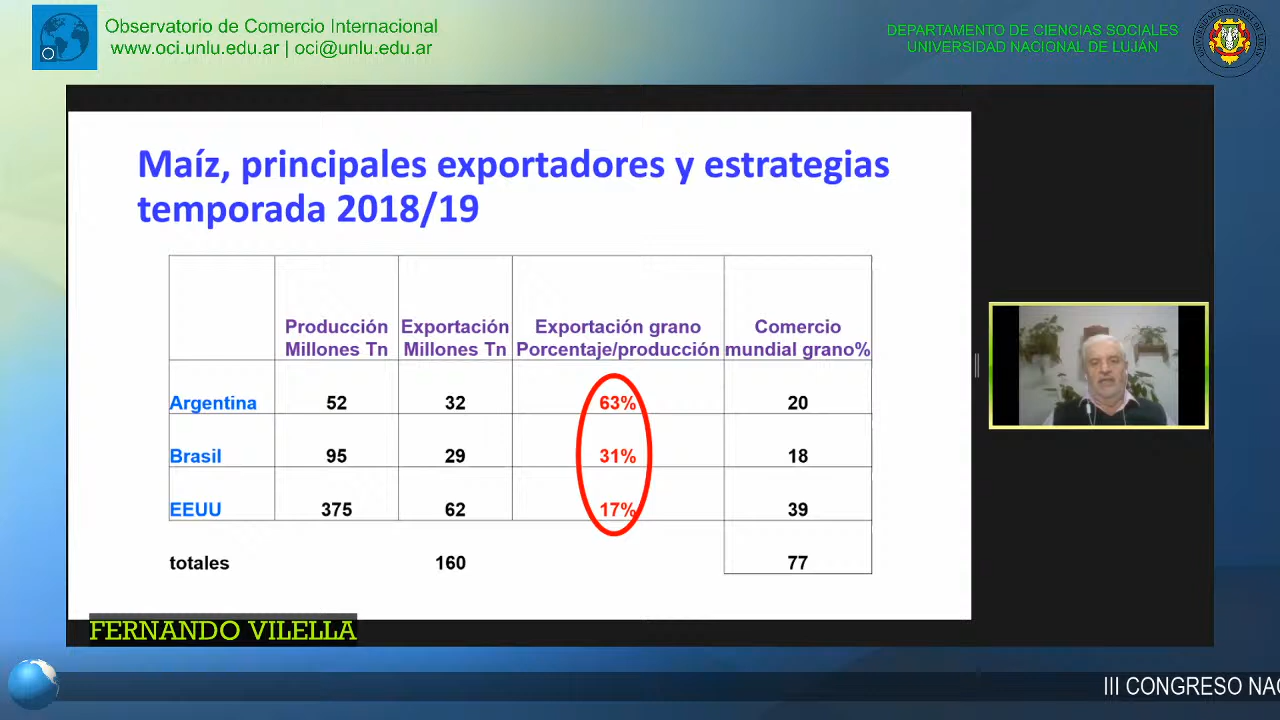 Observatorio de Comercio Internacional
www.oci.unlu.edu.ar | oci@unlu.edu.ar
DEPARTAMENTO DE CIENCIAS SOCIALES
UNIVERSIDAD NACIONAL DE LUJÁN
Maíz, principales exportadores y estrategias
temporada 2018/19
Producción Exportación Exportación grano Comercio
Millones Tn Millones Tn Porcentaje/producción mundial grano%
Argentina 52 32 63% 20
Brasil 95 29 31% 18
EEUU 375 62 17% 39
totales 160 77
FERNANDO VILELLA
III CONGRESO NAC